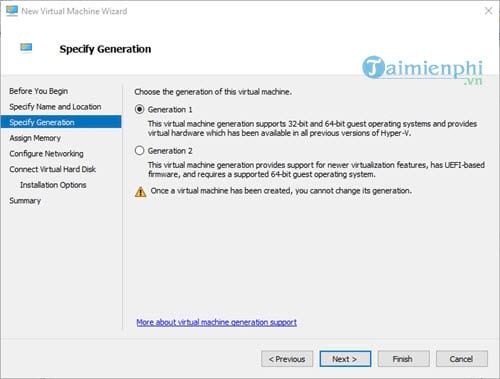 New Virtual Machine Wizard
Specify Generation
Taimienphi
.vn
Before You Begin
Specify Name and Location
Specify Generation
Assign Memory
Configure Networking
Connect Virtual Hard Disk
Installation Options
Summary
Choose the generation of this virtual machine.
Generation 1
This virtual machine generation supports 32-bit and 64-bit guest operating systems and provides
virtual hardware which has been available in all previous versions of Hyper-V.
Generation 2
This virtual machine generation provides support for newer virtualization features, has UEFI-based
firmware, and requires a supported 64-bit guest operating system.
Once a virtual machine has been created, you cannot change its generation.
More about virtual machine generation support
< Previous
Next >
Finish
Cancel